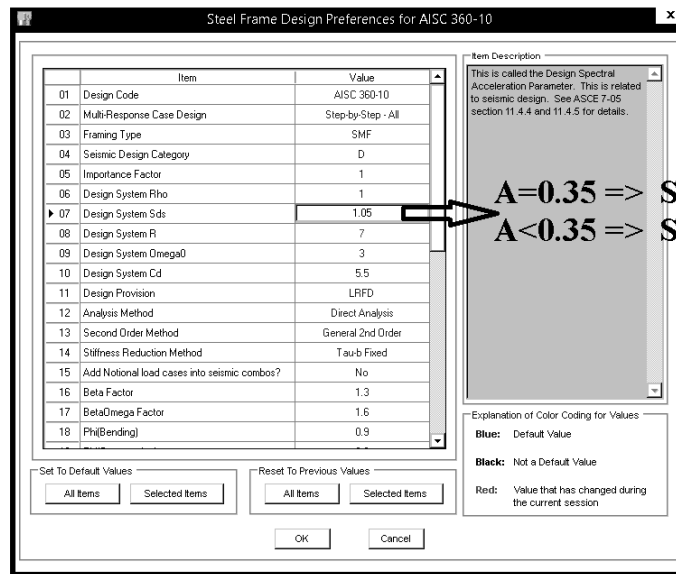 Steel Frame Design Preferences for AISC 360-10
x
Item Value
01 Design Code AISC 360-10
02 Multi-Response Case Design Step-by-Step - All
03 Framing Type SMF
04 Seismic Design Category D
05 Importance Factor 1
06 Design System Rho 1
07 Design System Sds 1.05
08 Design System R 7
09 Design System Omega0 3
10 Design System Cd 5.5
11 Design Provision LRFD
12 Analysis Method Direct Analysis
13 Second Order Method General 2nd Order
14 Stiffness Reduction Method Tau-b Fixed
15 Add Notional load cases into seismic combos? No
16 Beta Factor 1.3
17 BetaOmega Factor 1.6
18 Phi(Bending) 0.9
Item Description
This is called the Design Spectral
Acceleration Parameter. This is related
to seismic design. See ASCE 7-05
section 11.4.4 and 11.4.5 for details.
A=0.35 => S
A<0.35 => S
Explanation of Color Coding for Values
Blue: Default Value
Black: Not a Default Value
Red: Value that has changed during
the current session
Set To Default Values
All Items Selected Items
Reset To Previous Values
All Items Selected Items
OK Cancel